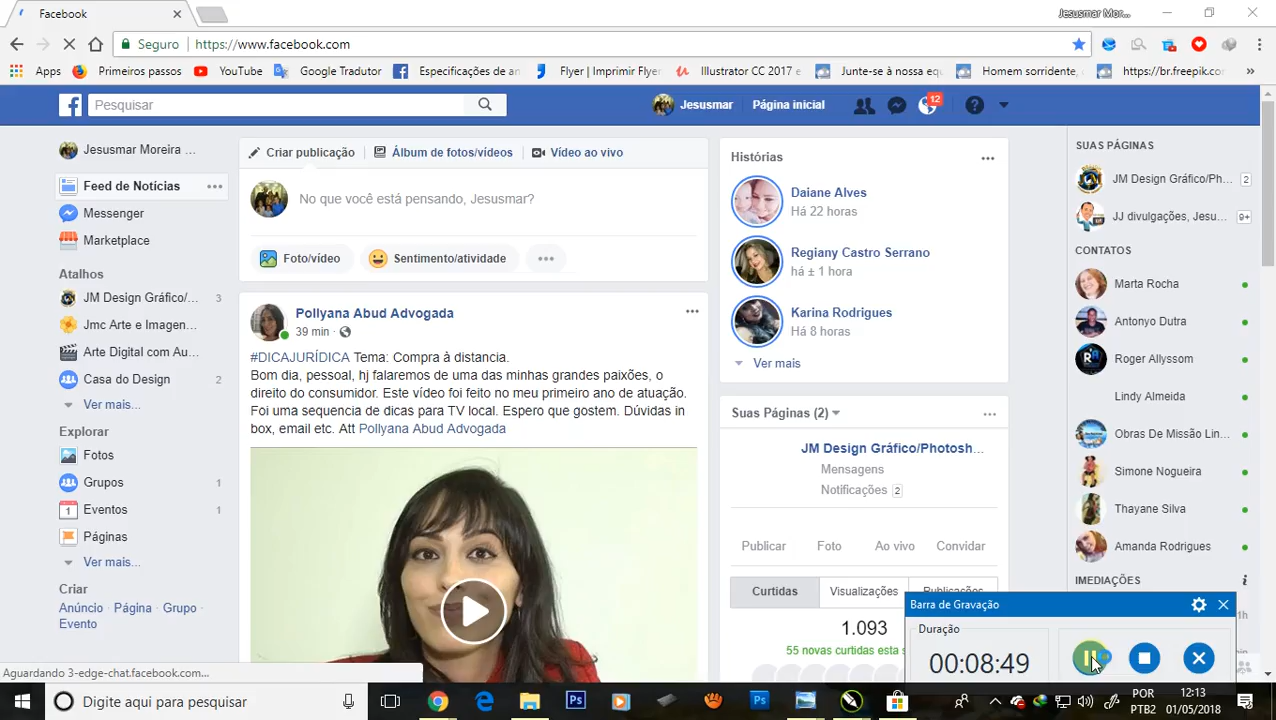 Facebook
Jesusmar Mor...
Seguro
https://www.facebook.com
Apps
Primeiros passos
YouTube
Google Tradutor
Especificações de an
Flyer | Imprimir Flye
Illustrator CC 2017 e
Junte-se à nossa equ
Homem sorridente,
https://br.freepik.co
»
Pesquisar
Jesusmar
Página inicial
12
Jesusmar Moreira ...
Feed de Notícias
Messenger
Marketplace
Atalhos
JM Design Gráfico/... 3
Jmc Arte e Imagen...
Arte Digital com Au...
Casa do Design 2
Ver mais...
Explorar
Fotos
Grupos 1
Eventos 1
Páginas
Ver mais...
Criar
Anúncio · Página · Grupo ·
Evento
Criar publicação
Álbum de fotos/vídeos
Vídeo ao vivo
No que você está pensando, Jesusmar?
Foto/vídeo
Sentimento/atividade
Pollyana Abud Advogada
39 min ·
#DICAJURÍDICA Tema: Compra à distancia.
Bom dia, pessoal, hj falaremos de uma das minhas grandes paixões, o
direito do consumidor. Este vídeo foi feito no meu primeiro ano de atuação.
Foi uma sequencia de dicas para TV local. Espero que gostem. Dúvidas in
box, email etc. Att Pollyana Abud Advogada
Histórias
Daiane Alves
Há 22 horas
Regiany Castro Serrano
há ± 1 hora
Karina Rodrigues
Há 8 horas
Ver mais
Suas Páginas (2)
JM Design Gráfico/Photosh...
Mensagens
Notificações 2
Publicar
Foto
Ao vivo
Convidar
Curtidas
Visualizações
Publicações
1.093
55 novas curtidas esta s
SUAS PÁGINAS
JM Design Gráfico/Ph... 2
JJ divulgações, Jesu... 9+
CONTATOS
Marta Rocha
Antonyo Dutra
Roger Allyssom
Lindy Almeida
Obras De Missão Lin...
Simone Nogueira
Thayane Silva
Amanda Rodrigues
IMEDIAÇÕES
1h
Barra de Gravação
Duração
00:08:49
Aguardando 3-edge-chat.facebook.com...
Digite aqui para pesquisar
POR
PTB2
12:13
01/05/2018